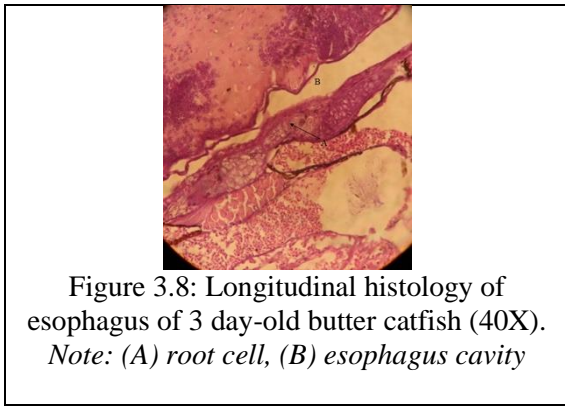 B
Figure 3.8: Longitudinal histology of
esophagus of 3 day-old butter catfish (40X).
Note: (A) root cell, (B) esophagus cavity